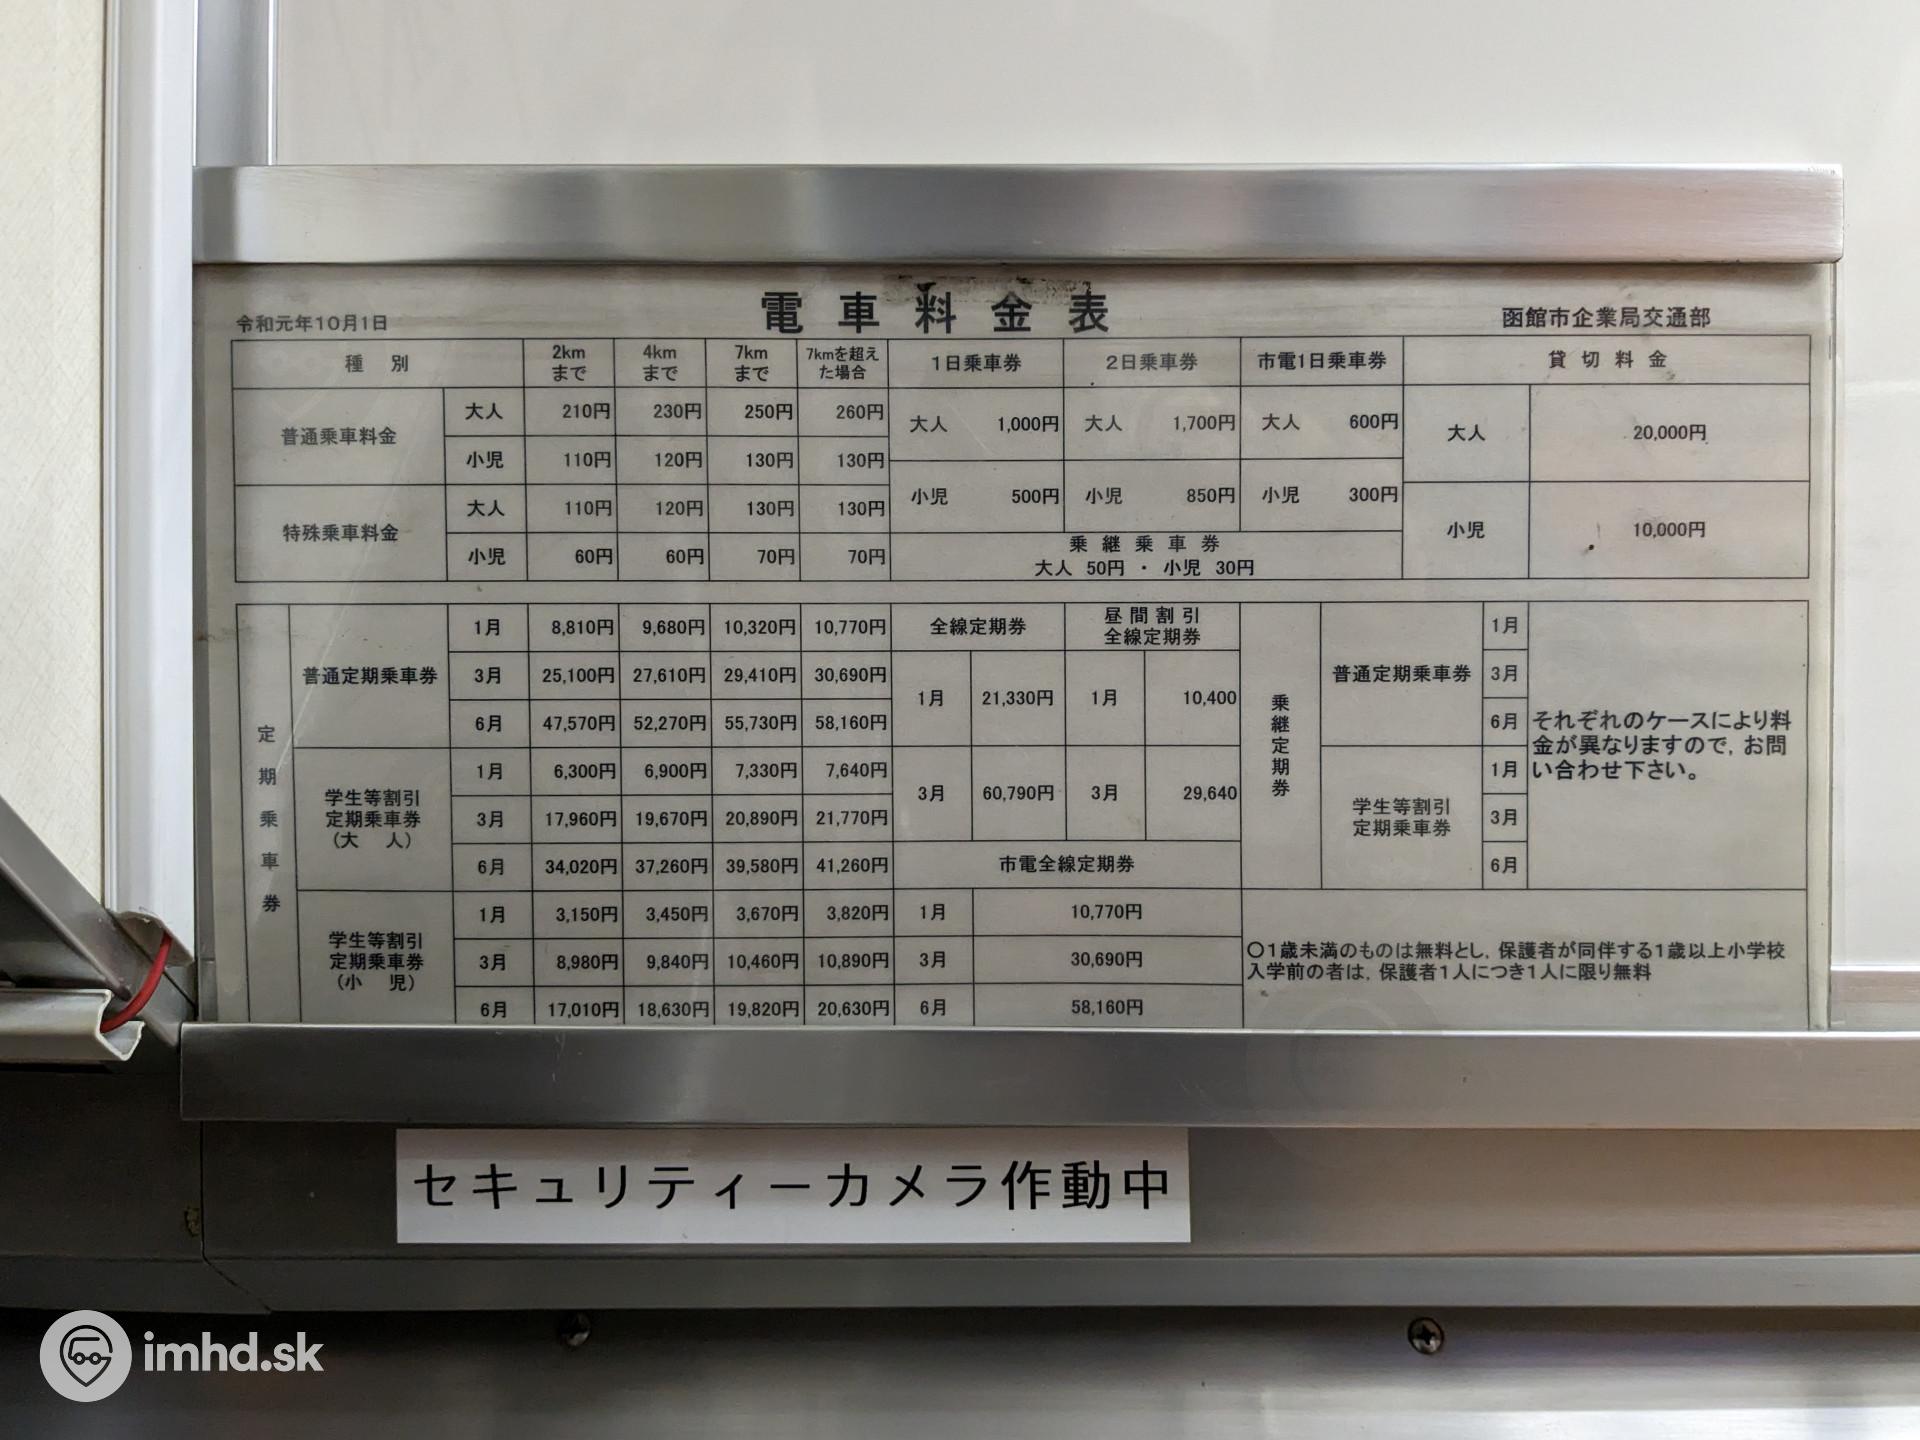 令和元年10月1日
電車料金表
函館市企業局交通部
種別 2kmまで 4kmまで 7kmまで 7kmを超えた場合 1日乗車券 2日乗車券 市電1日乗車券 貸切料金
普通乗車料金 大人 210円 230円 250円 260円 大人 1,000円 大人 1,700円 大人 600円 大人 20,000円
小児 110円 120円 130円 130円 小児 500円 小児 850円 小児 300円 小児 10,000円
特殊乗車料金 大人 110円 120円 130円 130円
小児 60円 60円 70円 70円
乗継乗車券
大人 50円 ・ 小児 30円
定期乗車券
普通定期乗車券 1月 8,810円 9,680円 10,320円 10,770円
3月 25,100円 27,610円 29,410円 30,690円
6月 47,570円 52,270円 55,730円 58,160円
学生等割引
定期乗車券
(大 人)
1月 6,300円 6,900円 7,330円 7,640円
3月 17,960円 19,670円 20,890円 21,770円
6月 34,020円 37,260円 39,580円 41,260円
学生等割引
定期乗車券
(小 児)
1月 3,150円 3,450円 3,670円 3,820円
3月 8,980円 9,840円 10,460円 10,890円
6月 17,010円 18,630円 19,820円 20,630円
全線定期券
1月 21,330円
3月 60,790円
昼間割引
全線定期券
1月 10,400
3月 29,640
市電全線定期券
1月 10,770円
3月 30,690円
6月 58,160円
乗継定期券
普通定期乗車券 1月
3月
6月
学生等割引
定期乗車券
1月
3月
6月
それぞれのケースにより料
金が異なりますので，お問
い合わせ下さい。
〇1歳未満のものは無料とし，保護者が同伴する1歳以上小学校
入学前の者は，保護者1人につき1人に限り無料
セキュリティーカメラ作動中
imhd.sk